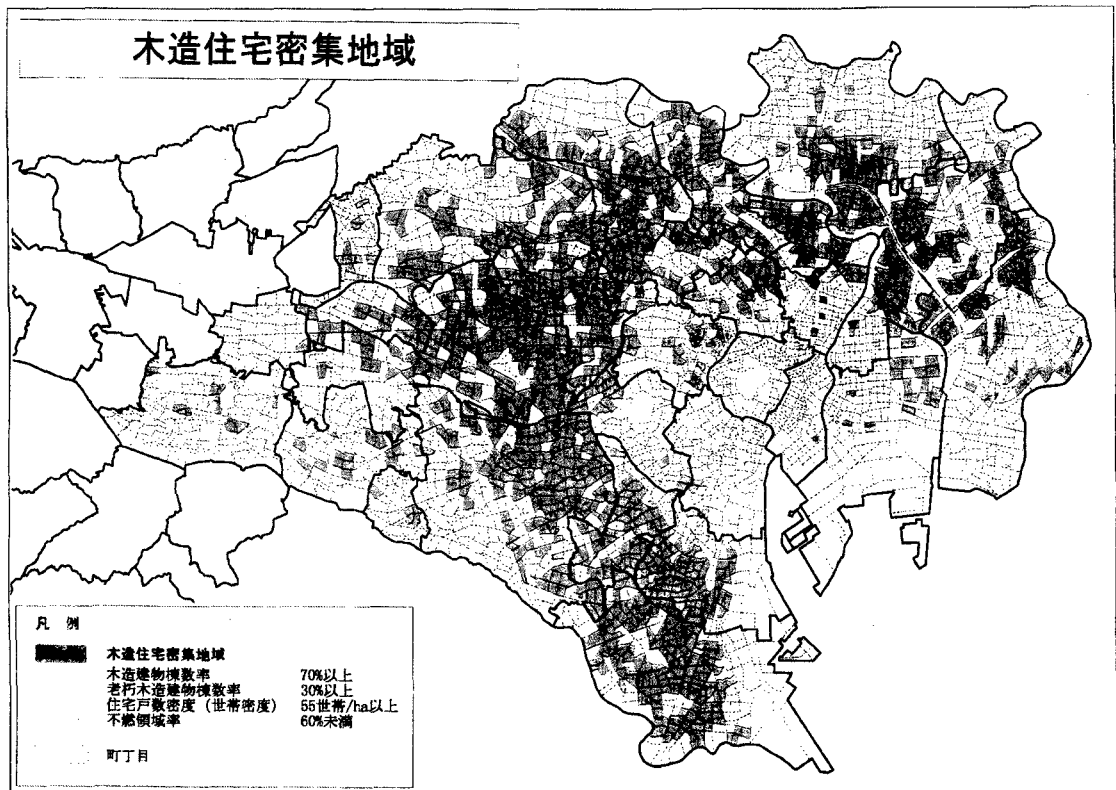 木造住宅密集地域
凡 例
木造住宅密集地域
木造建物棟数率 70%以上
老朽木造建物棟数率 30%以上
住宅戸数密度（世帯密度） 55世帯/ha以上
不燃領域率 60%未満
町丁目